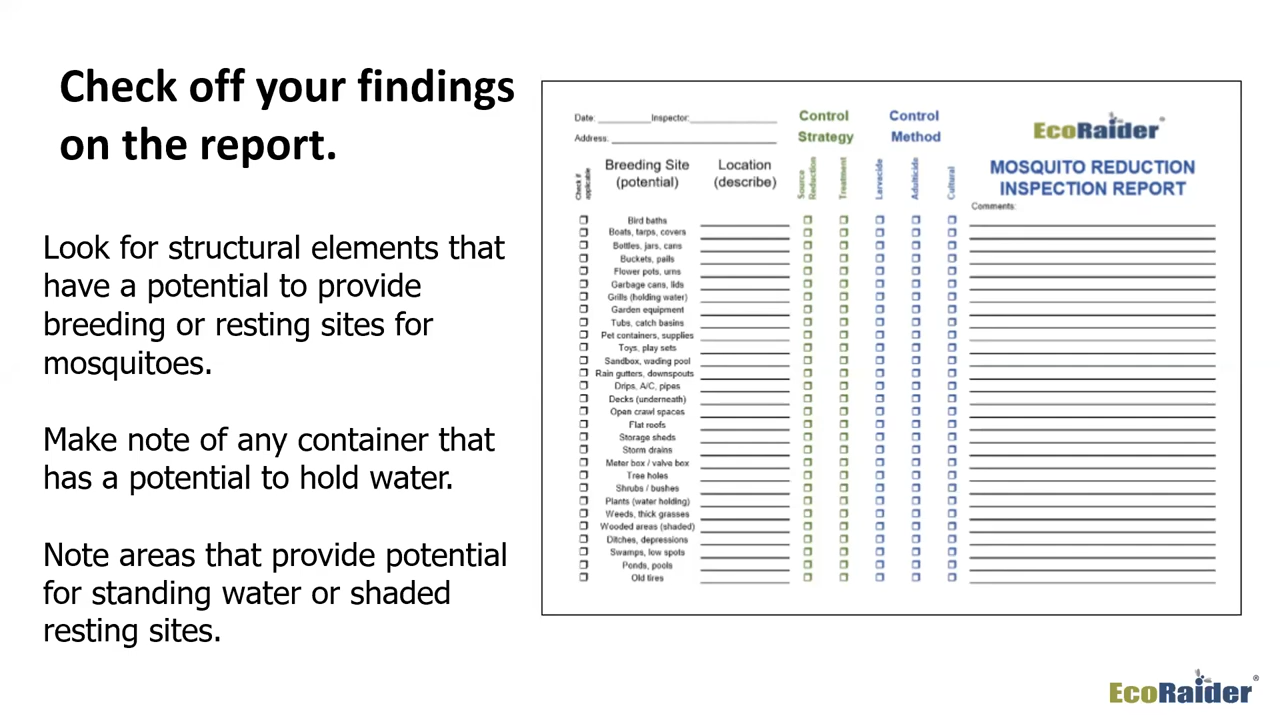 Check off your findings
on the report.
Look for structural elements that
have a potential to provide
breeding or resting sites for
mosquitoes.
Make note of any container that
has a potential to hold water.
Note areas that provide potential
for standing water or shaded
resting sites.
Date: __________ Inspector: ________________
Address: ______________________________
Control
Strategy
Control
Method
EcoRaider®
MOSQUITO REDUCTION
INSPECTION REPORT
Comments:
Check if
applicable
Breeding Site
(potential)
Location
(describe)
Source
Reduction
Treatment
Larvacide
Adulticide
Cultural
Bird baths
Boats, tarps, covers
Bottles, jars, cans
Buckets, pails
Flower pots, urns
Garbage cans, lids
Grills (holding water)
Garden equipment
Tubs, catch basins
Pet containers, supplies
Toys, play sets
Sandbox, wading pool
Rain gutters, downspouts
Drips, A/C, pipes
Decks (underneath)
Open crawl spaces
Flat roofs
Storage sheds
Storm drains
Meter box / valve box
Tree holes
Shrubs / bushes
Plants (water holding)
Weeds, thick grasses
Wooded areas (shaded)
Ditches, depressions
Swamps, low spots
Ponds, pools
Old tires
EcoRaider®